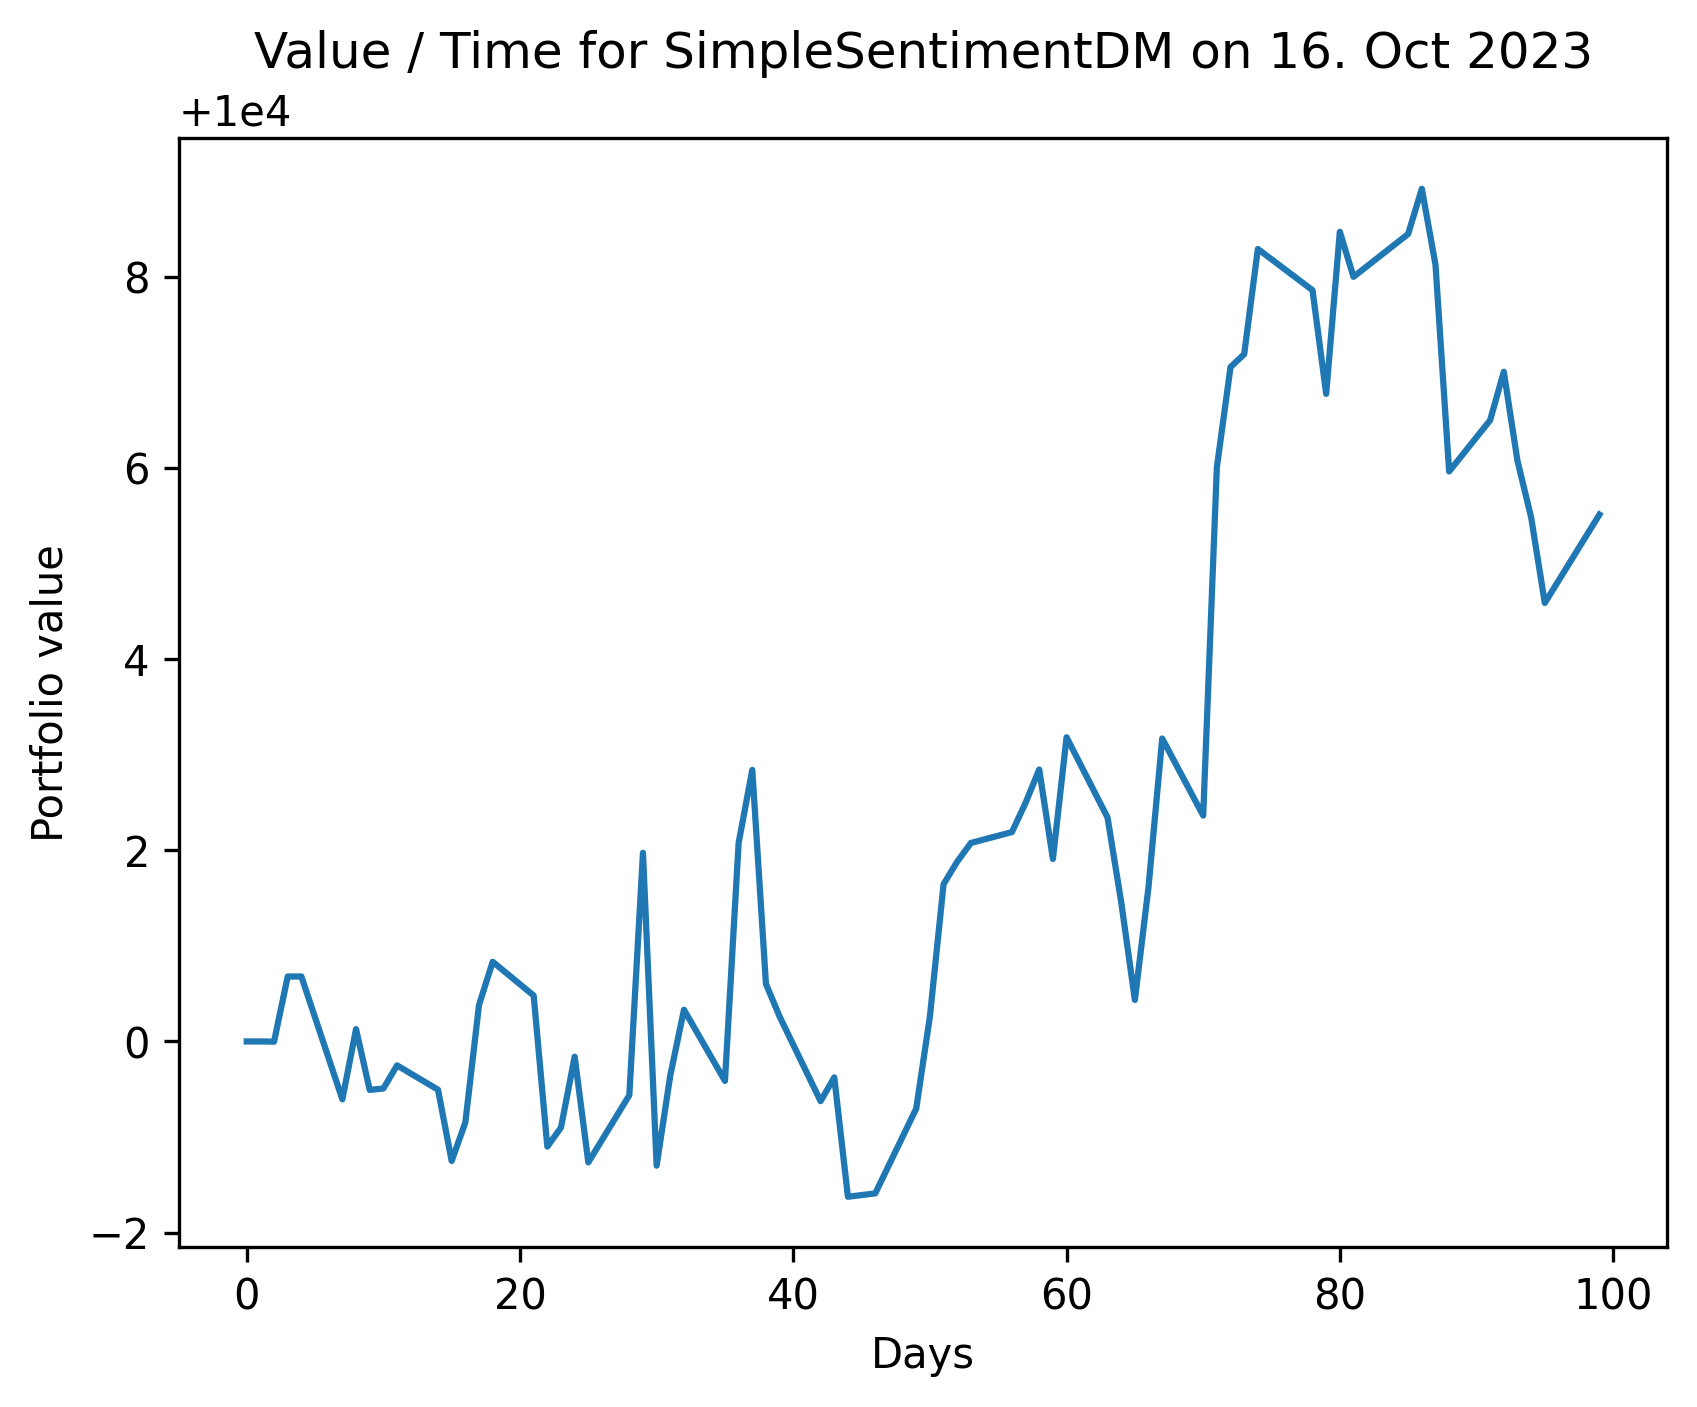 Value / Time for SimpleSentimentDM on 16. Oct 2023
+1e4
8
6
4
2
0
−2
Portfolio value
0 20 40 60 80 100
Days